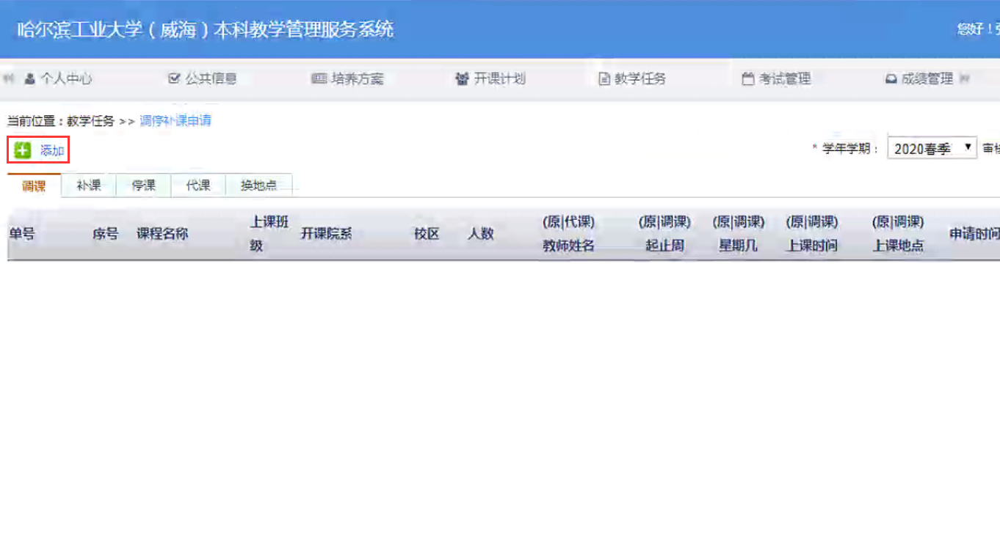 哈尔滨工业大学（威海）本科教学管理服务系统
您好！
个人中心 公共信息 培养方案 开课计划 教学任务 考试管理 成绩管理
当前位置：教学任务 >> 调停补课申请
添加
* 学年学期： 2020春季 审核
调课 补课 停课 代课 换地点
单号 序号 课程名称 上课班级 开课院系 校区 人数 (原|代课)教师姓名 (原|调课)起止周 (原|调课)星期几 (原|调课)上课时间 (原|调课)上课地点 申请时间